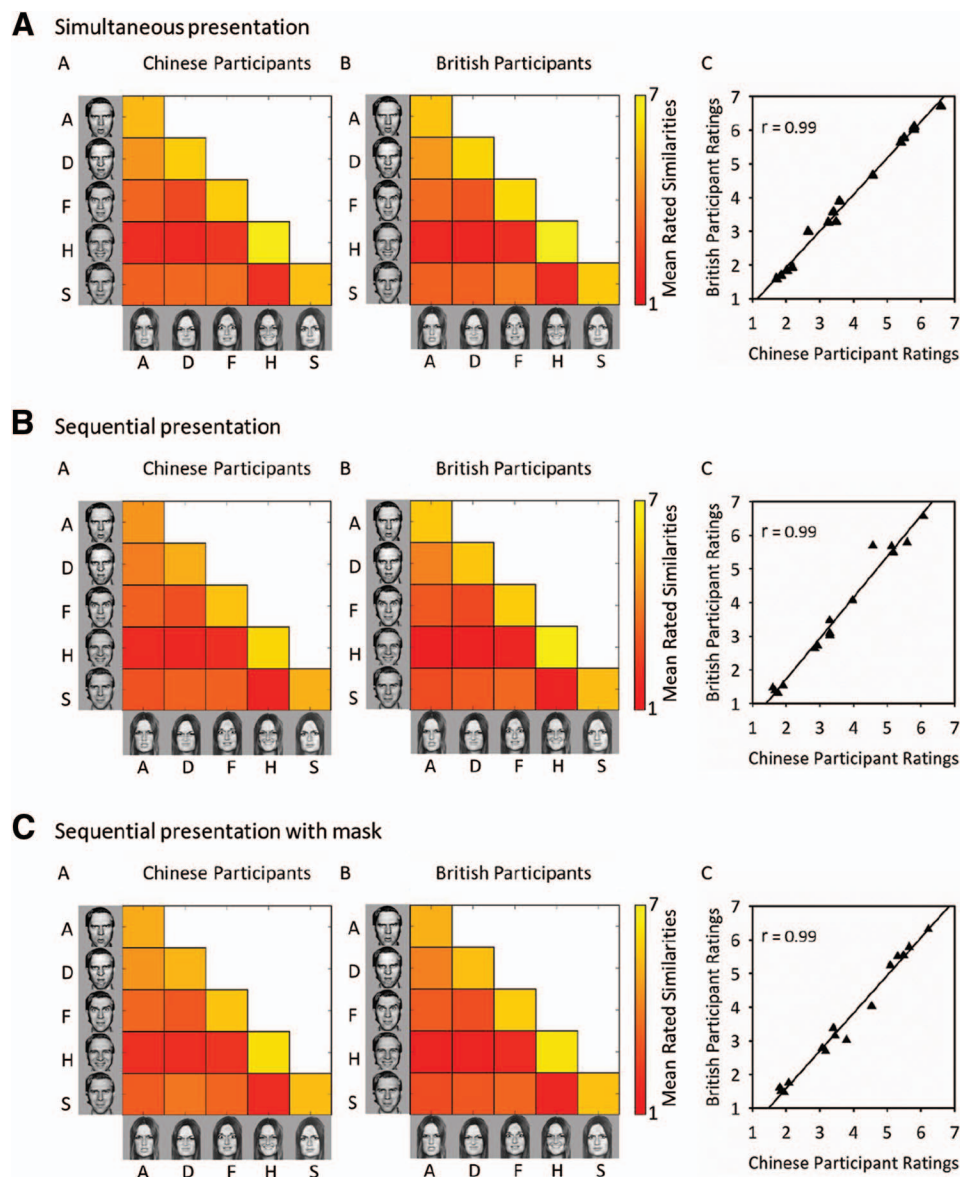 A Simultaneous presentation
A Chinese Participants B British Participants C
A
D
F
H
S
A D F H S
A
D
F
H
S
A D F H S
7
Mean Rated Similarities
1
r = 0.99
British Participant Ratings
7
6
5
4
3
2
1
1 2 3 4 5 6 7
Chinese Participant Ratings
B Sequential presentation
A Chinese Participants B British Participants C
A
D
F
H
S
A D F H S
A
D
F
H
S
A D F H S
7
Mean Rated Similarities
1
r = 0.99
British Participant Ratings
7
6
5
4
3
2
1
1 2 3 4 5 6 7
Chinese Participant Ratings
C Sequential presentation with mask
A Chinese Participants B British Participants C
A
D
F
H
S
A D F H S
A
D
F
H
S
A D F H S
7
Mean Rated Similarities
1
r = 0.99
British Participant Ratings
7
6
5
4
3
2
1
1 2 3 4 5 6 7
Chinese Participant Ratings